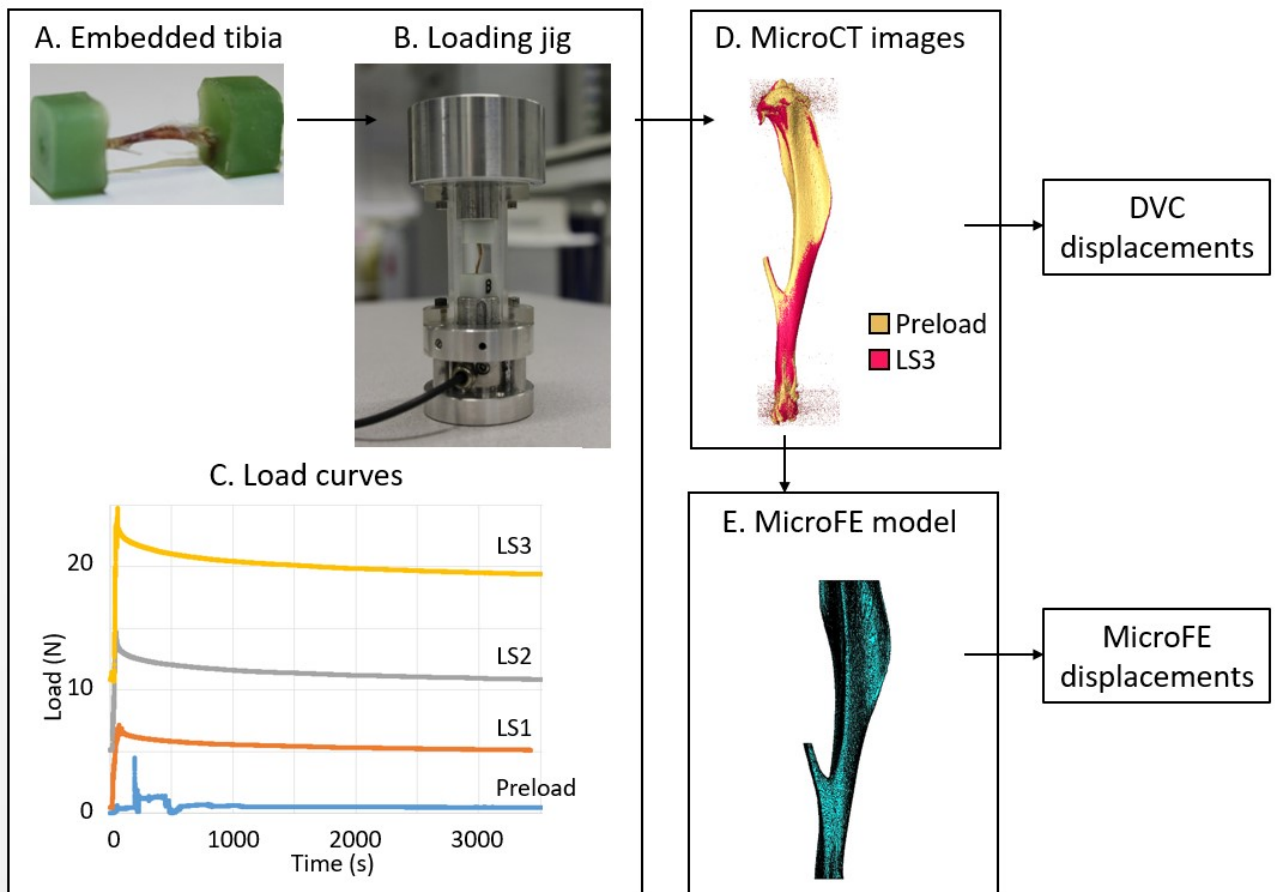 A. Embedded tibia
B. Loading jig
C. Load curves
Load (N)
20
10
0
LS3
LS2
LS1
Preload
0
1000
2000
3000
Time (s)
D. MicroCT images
Preload
LS3
DVC
displacements
E. MicroFE model
MicroFE
displacements